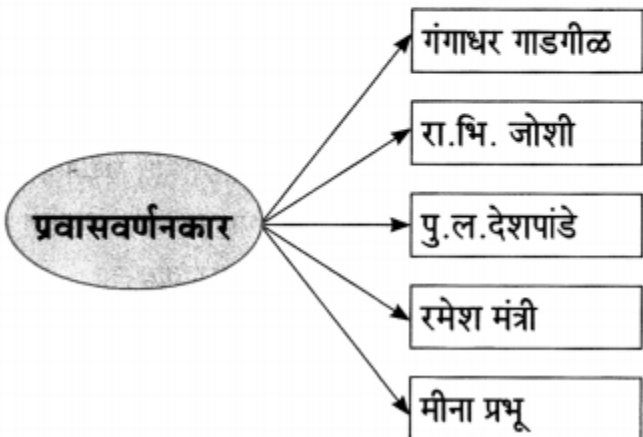 गंगाधर गाडगीळ
रा.भि. जोशी
प्रवासवर्णनकार
पु.ल.देशपांडे
रमेश मंत्री
मीना प्रभू